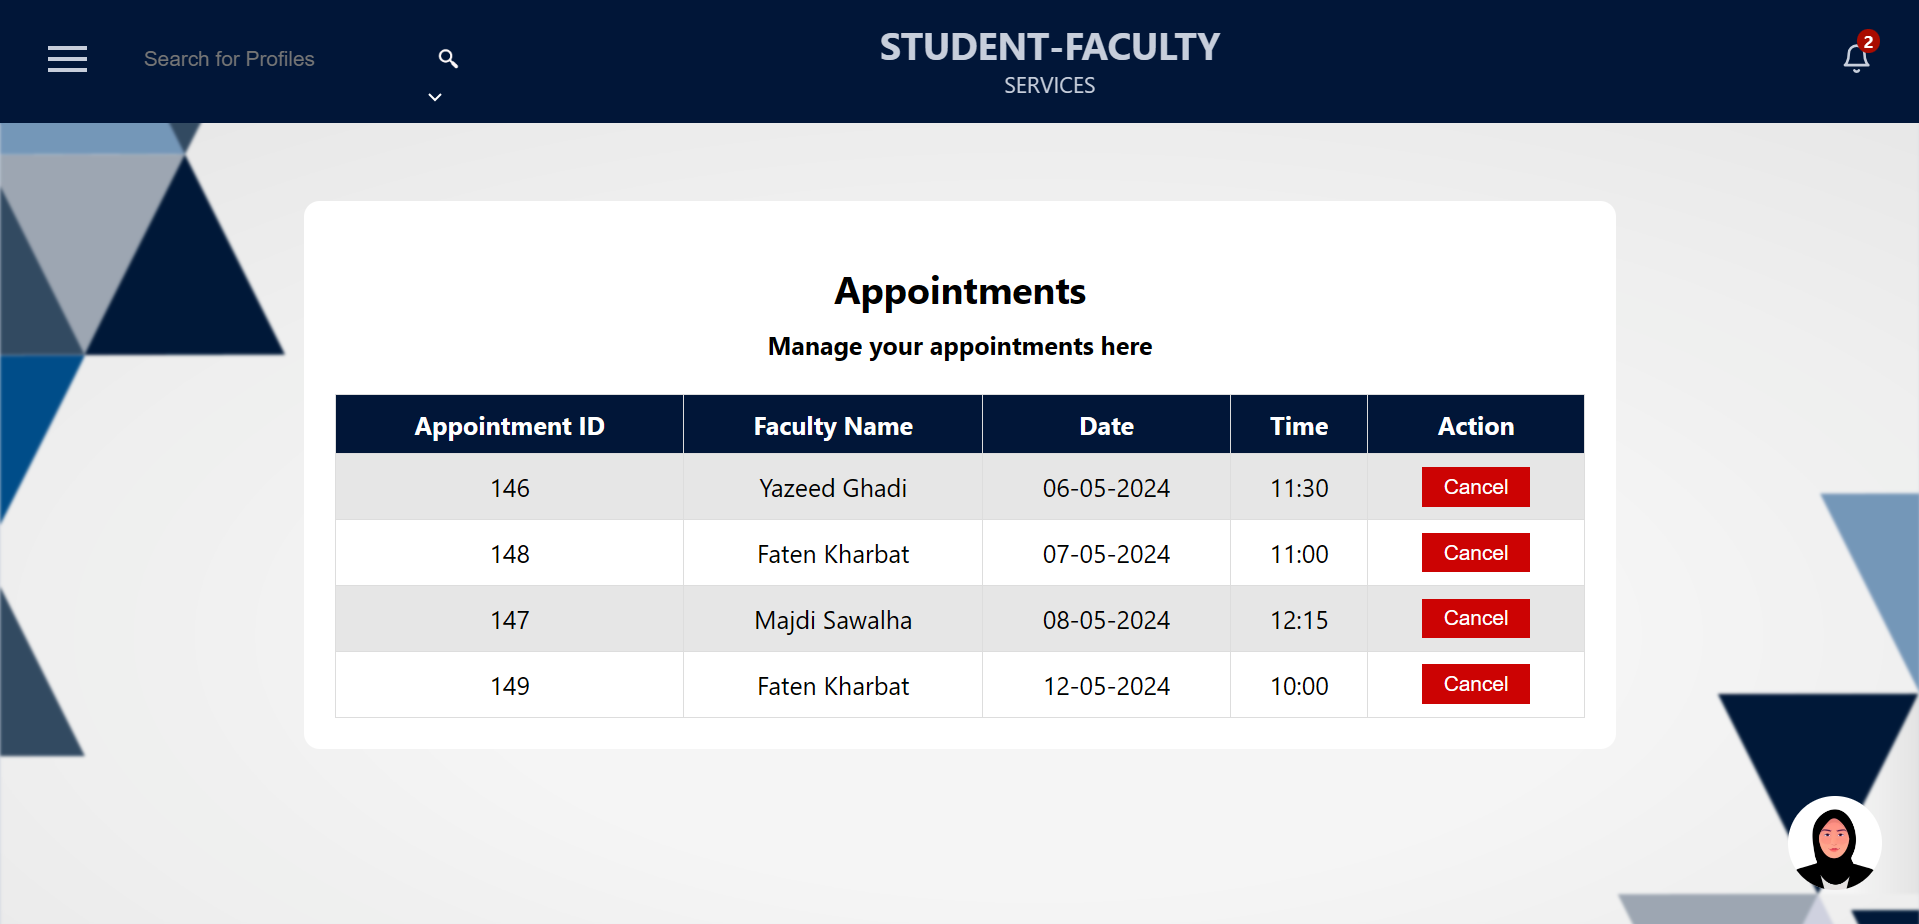 Search for Profiles
STUDENT-FACULTY
SERVICES
2
Appointments
Manage your appointments here
Appointment ID Faculty Name Date Time Action
146 Yazeed Ghadi 06-05-2024 11:30 Cancel
148 Faten Kharbat 07-05-2024 11:00 Cancel
147 Majdi Sawalha 08-05-2024 12:15 Cancel
149 Faten Kharbat 12-05-2024 10:00 Cancel